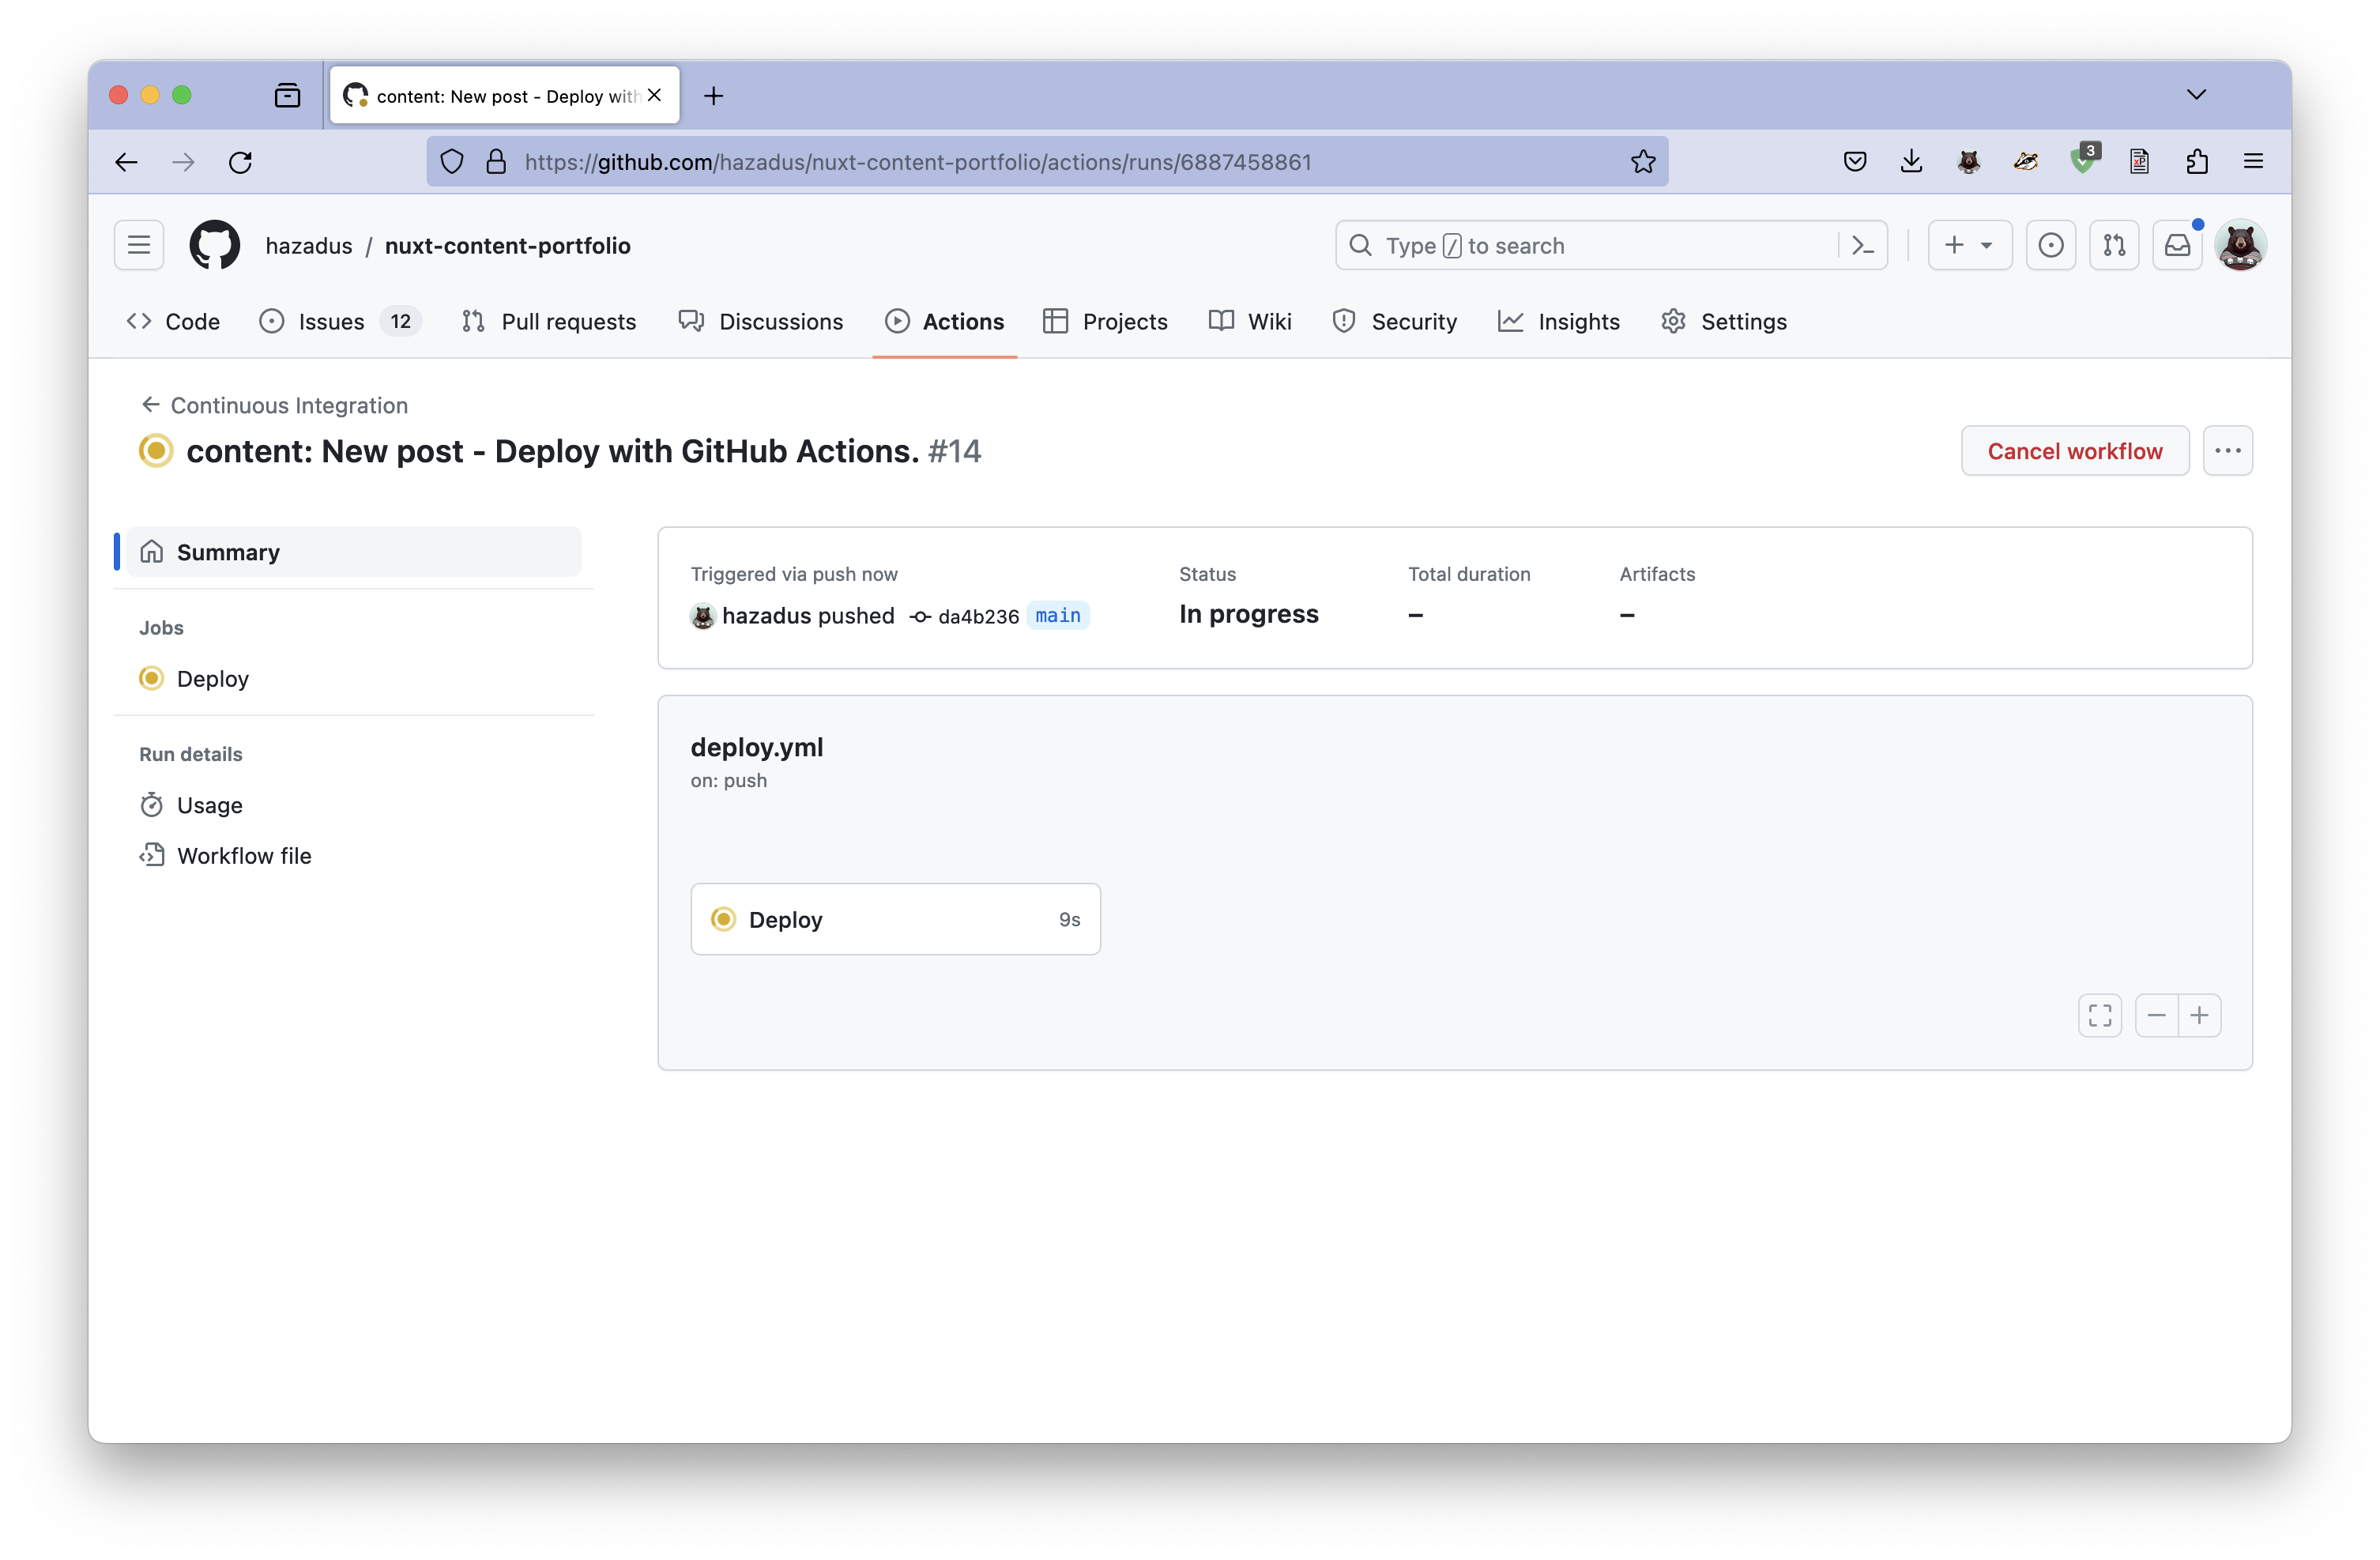 content: New post - Deploy with
https://github.com/hazadus/nuxt-content-portfolio/actions/runs/6887458861
3
hazadus / nuxt-content-portfolio
Type / to search
Code
Issues 12
Pull requests
Discussions
Actions
Projects
Wiki
Security
Insights
Settings
Continuous Integration
content: New post - Deploy with GitHub Actions. #14
Cancel workflow
Summary
Jobs
Deploy
Run details
Usage
Workflow file
Triggered via push now
hazadus pushed da4b236 main
Status
In progress
Total duration
–
Artifacts
–
deploy.yml
on: push
Deploy 9s